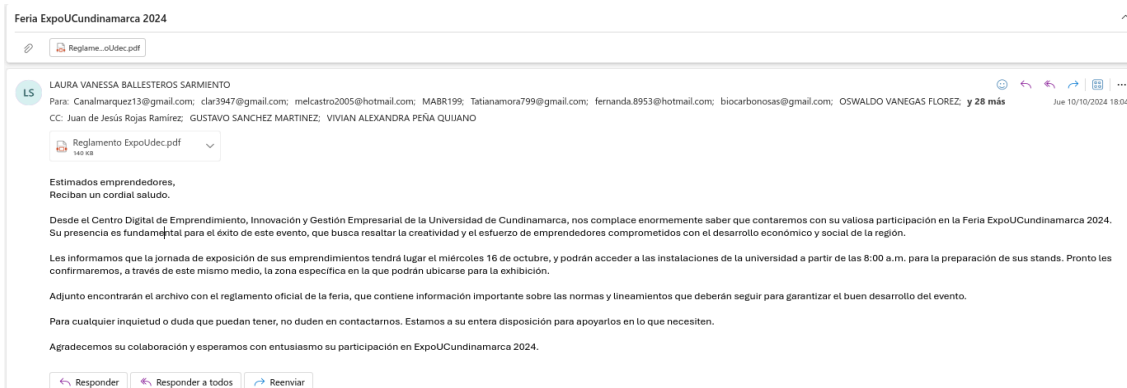 Feria ExpoUCundinamarca 2024
Reglame...oUdec.pdf
LS
LAURA VANESSA BALLESTEROS SARMIENTO
Para: Canalmarquez13@gmail.com; clar3947@gmail.com; melcastro2005@hotmail.com; MABR199; Tatianamora799@gmail.com; fernanda.8953@hotmail.com; biocarbonosas@gmail.com; OSWALDO VANEGAS FLOREZ; y 28 más
Jue 10/10/2024 18:04
CC: Juan de Jesús Rojas Ramírez; GUSTAVO SANCHEZ MARTINEZ; VIVIAN ALEXANDRA PEÑA QUIJANO
Reglamento ExpoUdec.pdf
140 KB
Estimados emprendedores,
Reciban un cordial saludo.
Desde el Centro Digital de Emprendimiento, Innovación y Gestión Empresarial de la Universidad de Cundinamarca, nos complace enormemente saber que contaremos con su valiosa participación en la Feria ExpoUCundinamarca 2024.
Su presencia es fundamental para el éxito de este evento, que busca resaltar la creatividad y el esfuerzo de emprendedores comprometidos con el desarrollo económico y social de la región.
Les informamos que la jornada de exposición de sus emprendimientos tendrá lugar el miércoles 16 de octubre, y podrán acceder a las instalaciones de la universidad a partir de las 8:00 a.m. para la preparación de sus stands. Pronto les
confirmaremos, a través de este mismo medio, la zona específica en la que podrán ubicarse para la exhibición.
Adjunto encontrarán el archivo con el reglamento oficial de la feria, que contiene información importante sobre las normas y lineamientos que deberán seguir para garantizar el buen desarrollo del evento.
Para cualquier inquietud o duda que puedan tener, no duden en contactarnos. Estamos a su entera disposición para apoyarlos en lo que necesiten.
Agradecemos su colaboración y esperamos con entusiasmo su participación en ExpoUCundinamarca 2024.
Responder Responder a todos Reenviar